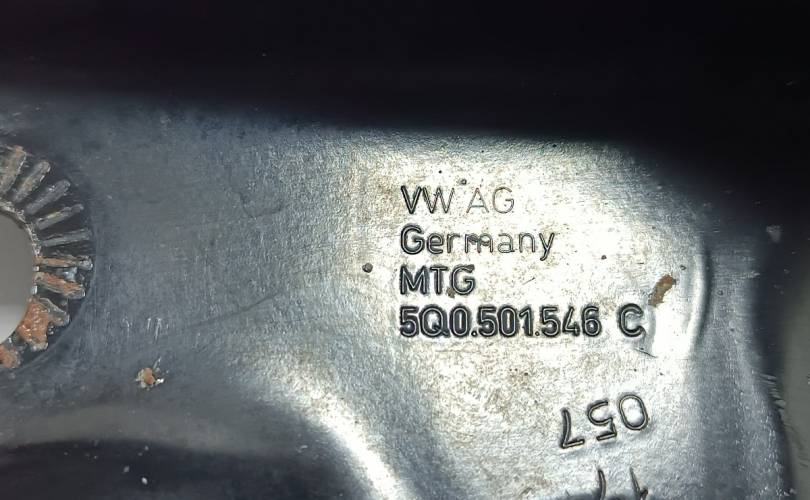 VW AG
Germany
MTG
5Q0.501.546 C
057